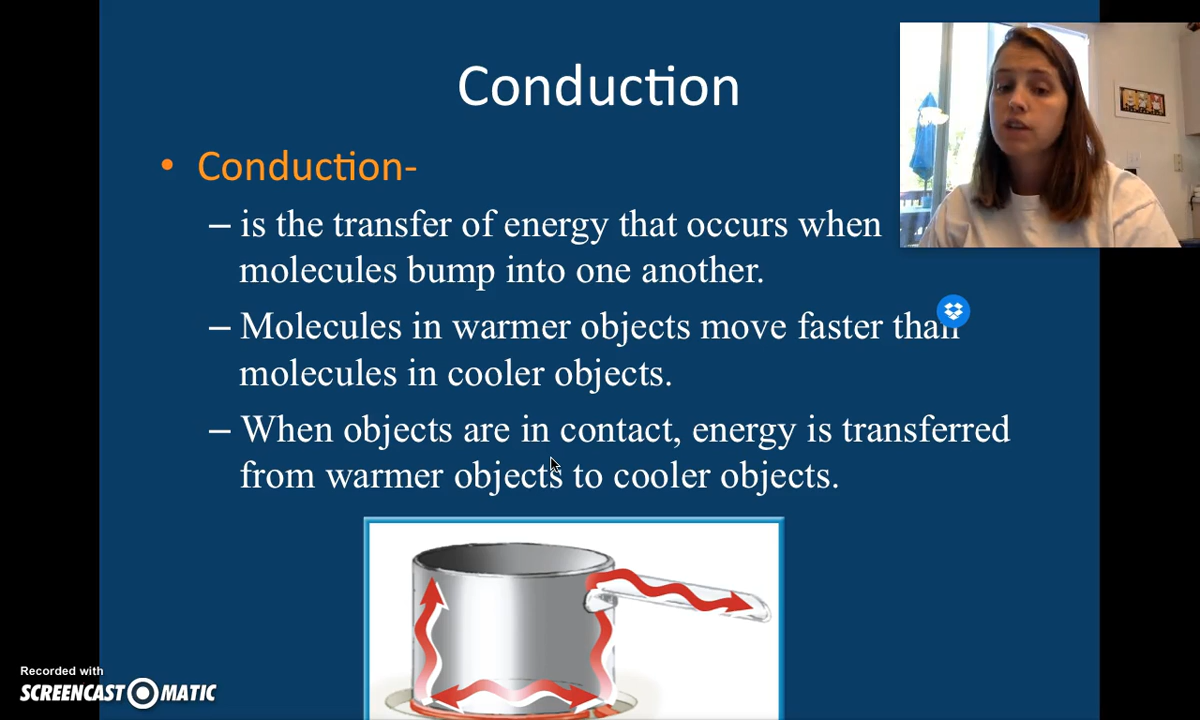 Conduction
• Conduction-
– is the transfer of energy that occurs when
molecules bump into one another.
– Molecules in warmer objects move faster than
molecules in cooler objects.
– When objects are in contact, energy is transferred
from warmer objects to cooler objects.
Recorded with
SCREENCAST MATIC